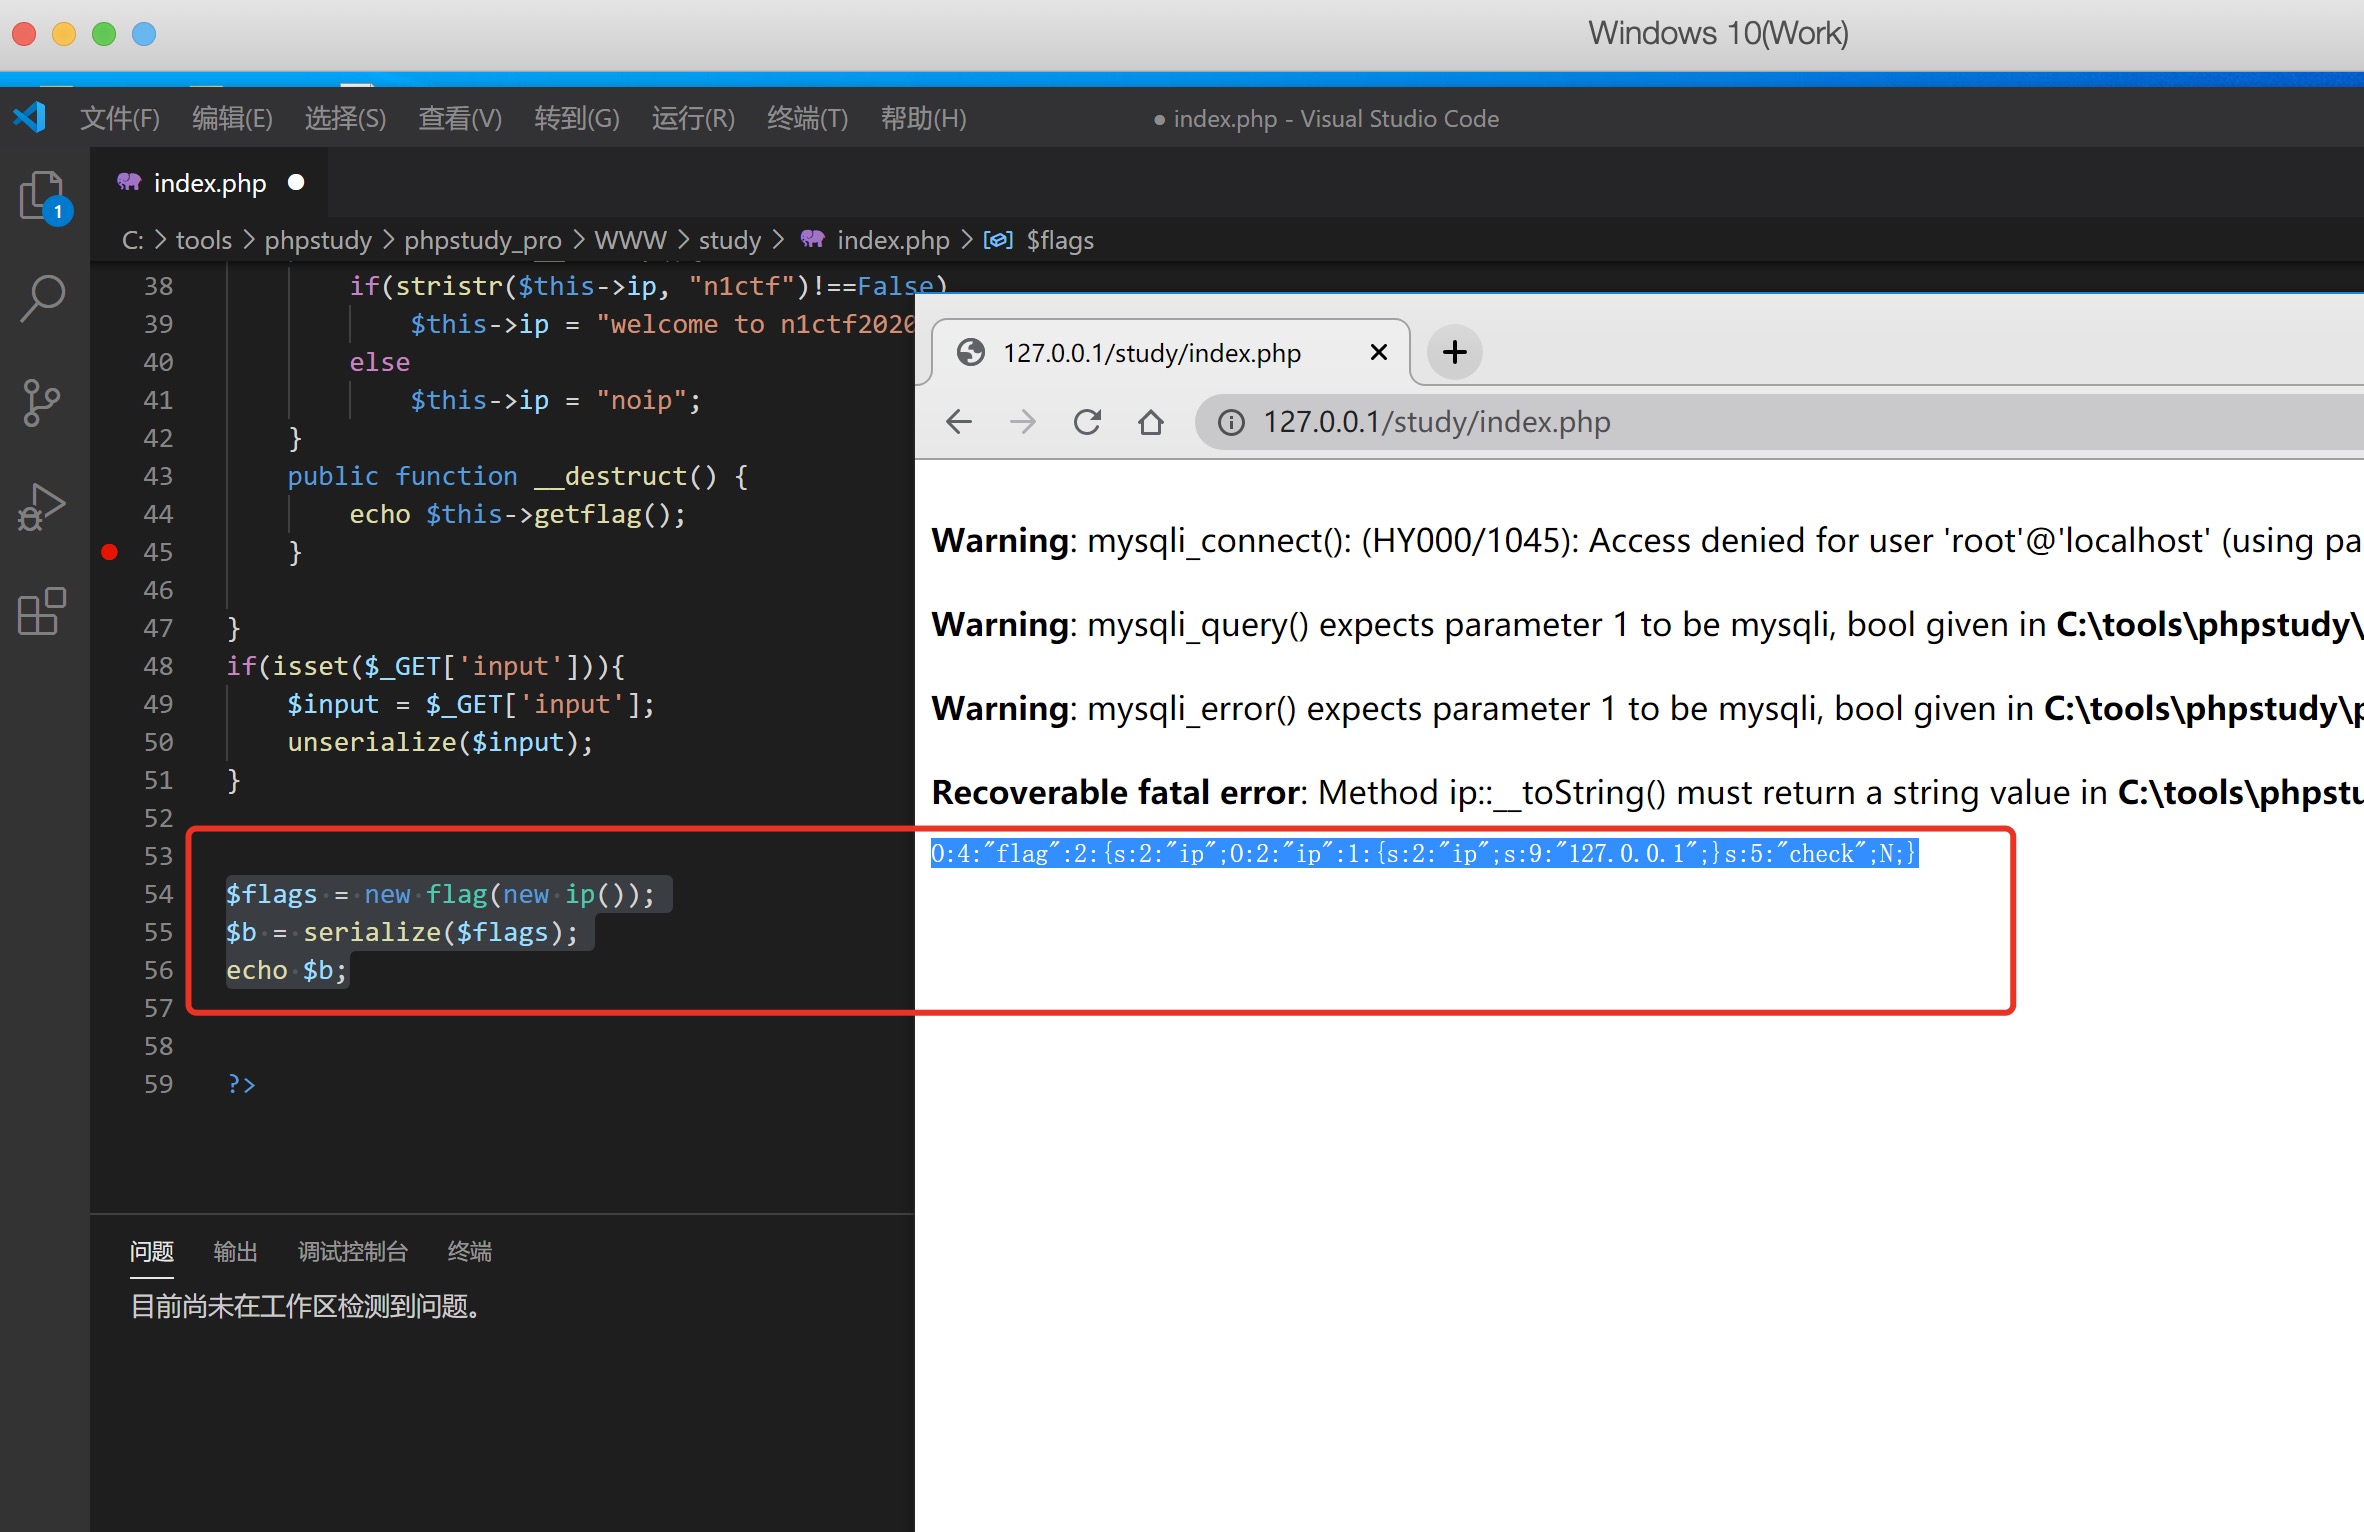 Windows 10(Work)
文件(F) 编辑(E) 选择(S) 查看(V) 转到(G) 运行(R) 终端(T) 帮助(H) ● index.php - Visual Studio Code
index.php ●
1
C: > tools > phpstudy > phpstudy_pro > WWW > study > index.php > $flags
38 if(stristr($this->ip, "n1ctf")!==False)
39 $this->ip = "welcome to n1ctf2020
40 else
41 $this->ip = "noip";
42 }
43 public function __destruct() {
44 echo $this->getflag();
45 }
46
47 }
48 if(isset($_GET['input'])){
49 $input = $_GET['input'];
50 unserialize($input);
51 }
52
53
54 $flags = new flag(new ip());
55 $b = serialize($flags);
56 echo $b;
57
58
59 ?>
问题 输出 调试控制台 终端
目前尚未在工作区检测到问题。
127.0.0.1/study/index.php
127.0.0.1/study/index.php
Warning: mysqli_connect(): (HY000/1045): Access denied for user 'root'@'localhost' (using pa
Warning: mysqli_query() expects parameter 1 to be mysqli, bool given in C:\tools\phpstudy\
Warning: mysqli_error() expects parameter 1 to be mysqli, bool given in C:\tools\phpstudy\p
Recoverable fatal error: Method ip::__toString() must return a string value in C:\tools\phpstu
O:4:"flag":2:{s:2:"ip";O:2:"ip":1:{s:2:"ip";s:9:"127.0.0.1";}s:5:"check";N;}